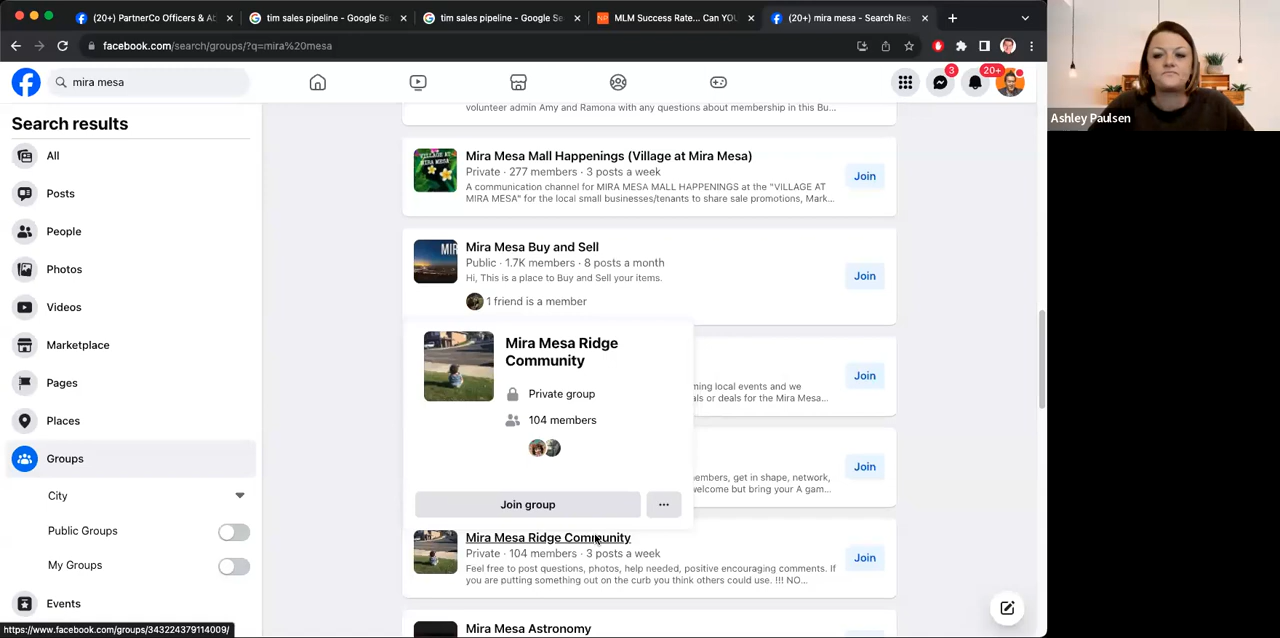 (20+) PartnerCo Officers & Al
tim sales pipeline - Google Se
tim sales pipeline - Google Se
MLM Success Rate... Can YOU
(20+) mira mesa - Search Res
facebook.com/search/groups/?q=mira%20mesa
mira mesa
3
20+
Ashley Paulsen
Search results
All
Posts
People
Photos
Videos
Marketplace
Pages
Places
Groups
City
Public Groups
My Groups
Events
https://www.facebook.com/groups/343224379114009/
volunteer admin Amy and Ramona with any questions about membership in this Bu...
Mira Mesa Mall Happenings (Village at Mira Mesa)
Private · 277 members · 3 posts a week
A communication channel for MIRA MESA MALL HAPPENINGS at the "VILLAGE AT
MIRA MESA" for the local small businesses/tenants to share sale promotions, Mark...
Join
VILLAGE AT
MIRA MESA
Mira Mesa Buy and Sell
Public · 1.7K members · 8 posts a month
Hi, This is a place to Buy and Sell your items.
1 friend is a member
Join
MIR
Mira Mesa Ridge
Community
Private group
104 members
Join group
ming local events and we
als or deals for the Mira Mesa...
Join
embers, get in shape, network,
welcome but bring your A gam...
Join
Mira Mesa Ridge Community
Private · 104 members · 3 posts a week
Feel free to post questions, photos, help needed, positive encouraging comments. If
you are putting something out on the curb you think others could use. !!! NO...
Join
Mira Mesa Astronomy